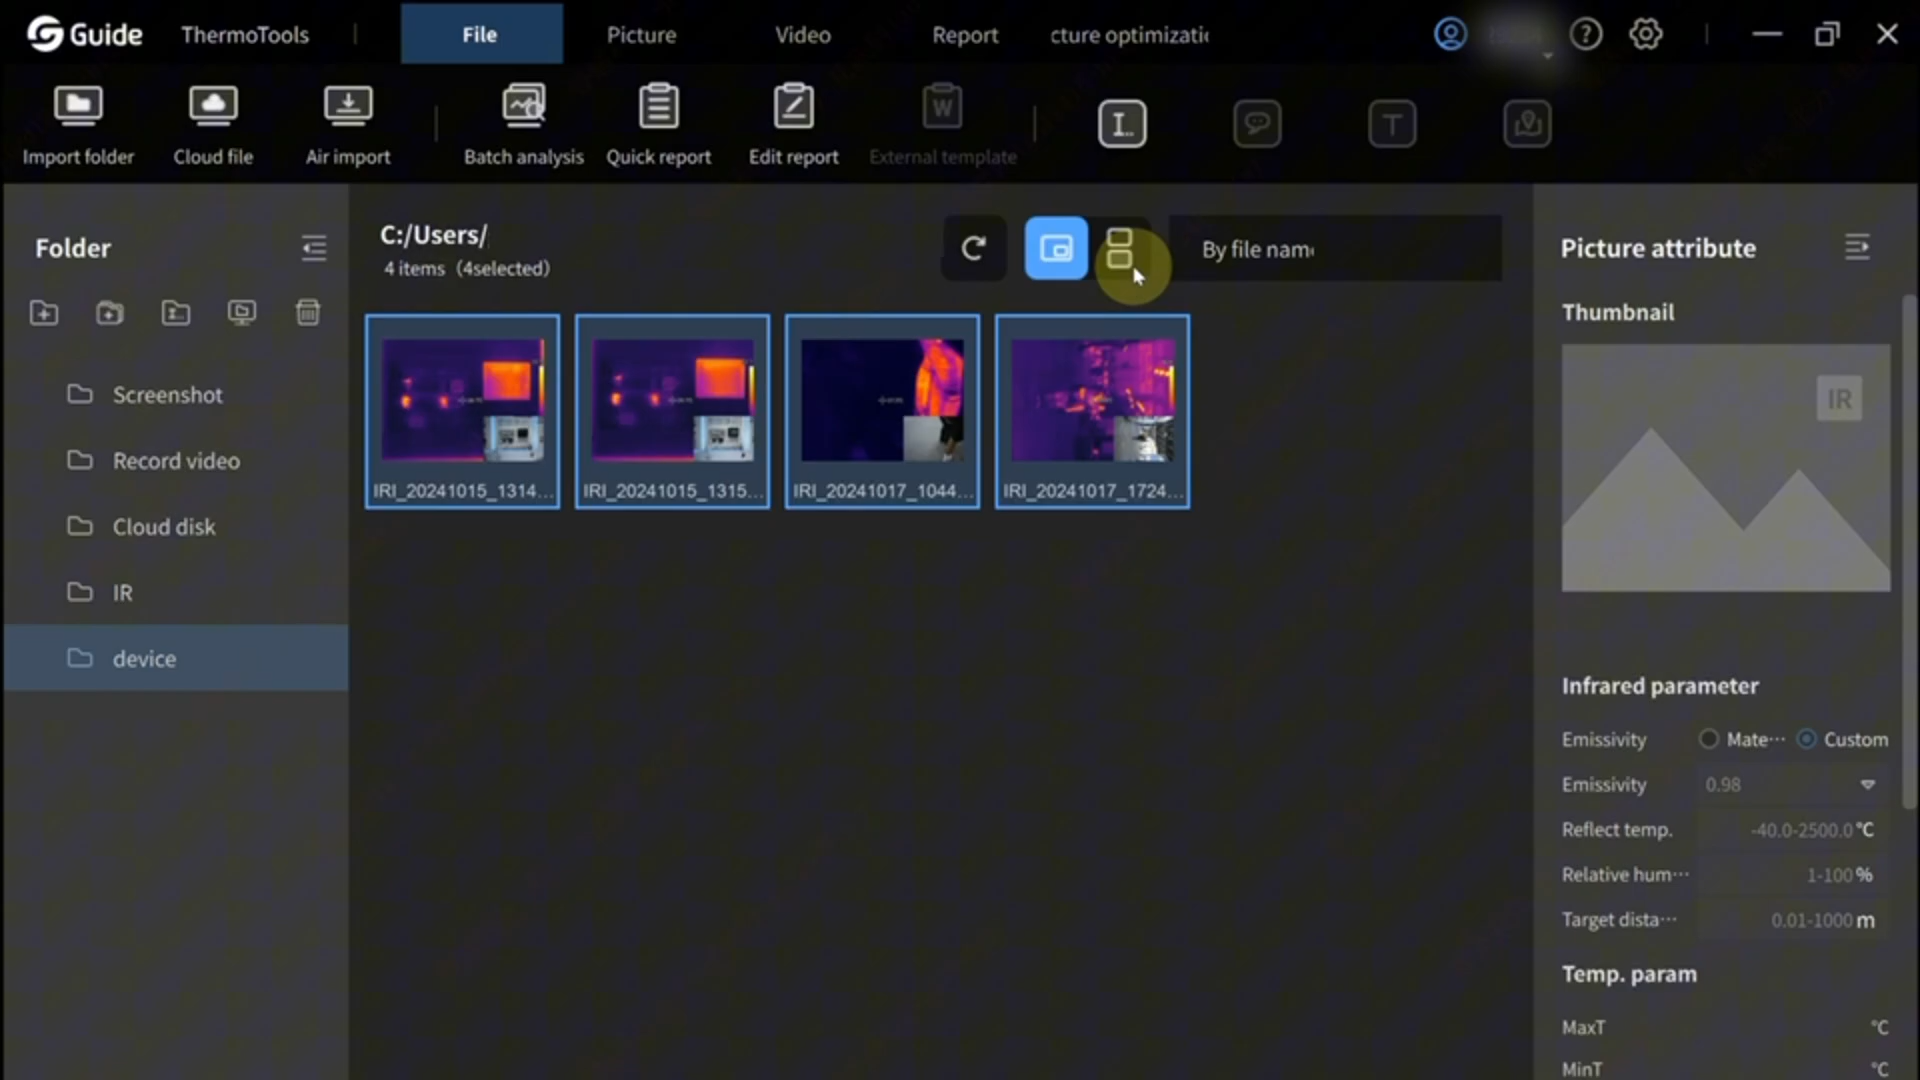 Guide ThermoTools File Picture Video Report cture optimizati
Import folder Cloud file Air import Batch analysis Quick report Edit report External template
Folder
C:/Users/
4 items (4selected)
By file nam
Picture attribute
Thumbnail
IR
Screenshot
Record video
Cloud disk
IR
device
IRI_20241015_1314... IRI_20241015_1315... IRI_20241017_1044... IRI_20241017_1724...
Infrared parameter
Emissivity Mate··· Custom
Emissivity 0.98
Reflect temp. -40.0-2500.0 °C
Relative hum··· 1-100 %
Target dista··· 0.01-1000 m
Temp. param
MaxT °C
MinT °C